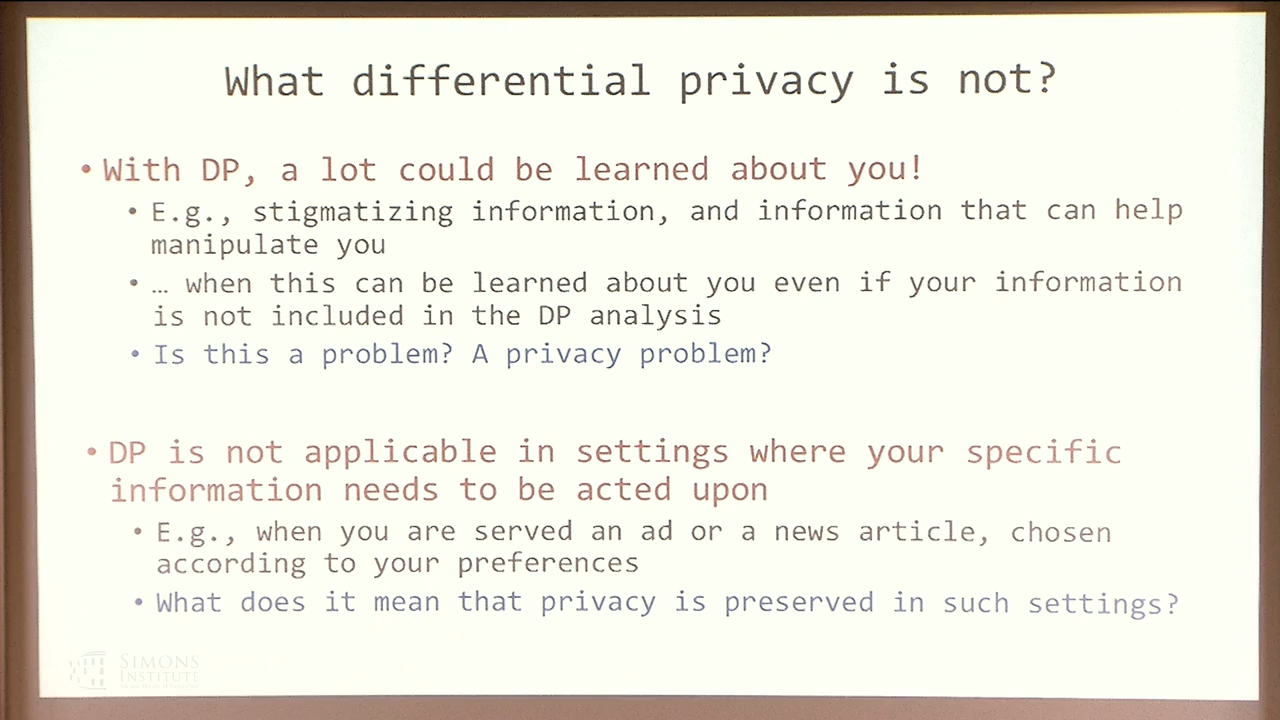 What differential privacy is not?
• With DP, a lot could be learned about you!
• E.g., stigmatizing information, and information that can help
manipulate you
• … when this can be learned about you even if your information
is not included in the DP analysis
• Is this a problem? A privacy problem?
• DP is not applicable in settings where your specific
information needs to be acted upon
• E.g., when you are served an ad or a news article, chosen
according to your preferences
• What does it mean that privacy is preserved in such settings?
SIMONS
INSTITUTE